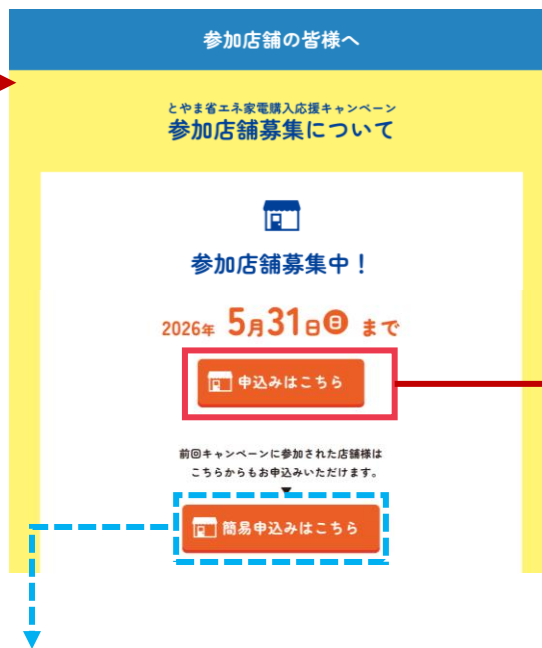 参加店舗の皆様へ
とやま省エネ家電購入応援キャンペーン
参加店舗募集について
参加店舗募集中！
2026年 5月31日日 まで
申込みはこちら
前回キャンペーンに参加された店舗様は
こちらからもお申込みいただけます。
▼
簡易申込みはこちら